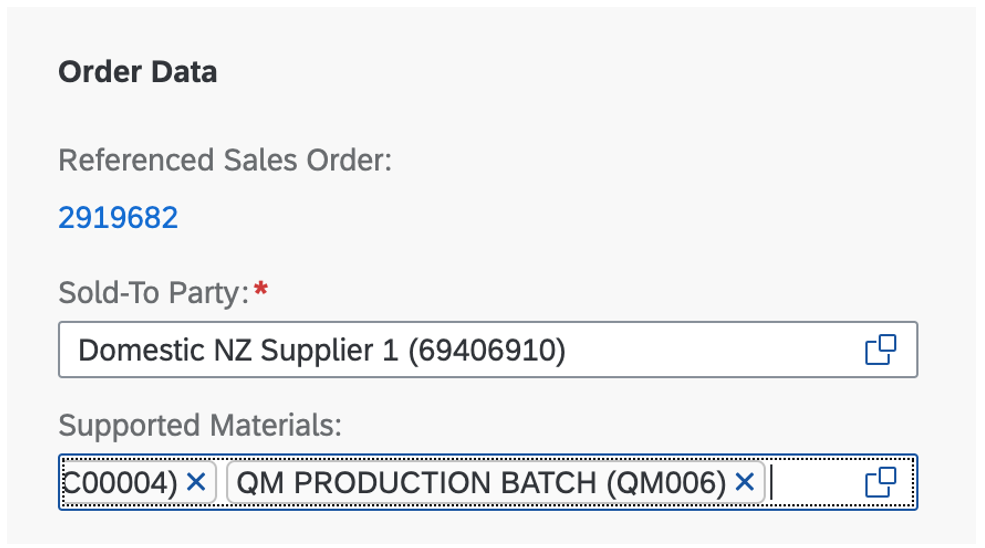 Order Data
Referenced Sales Order:
2919682
Sold-To Party:*
Domestic NZ Supplier 1 (69406910)
Supported Materials:
C00004) × QM PRODUCTION BATCH (QM006) ×